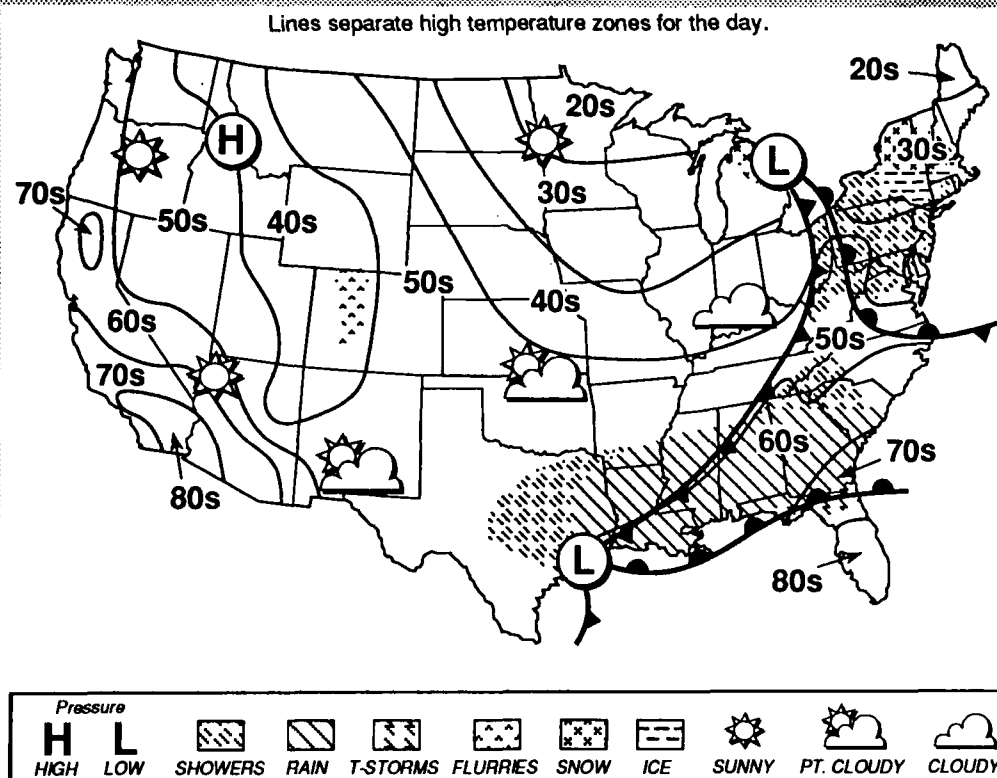 Lines separate high temperature zones for the day.
20s
20s
L
H
30s
30s
70s
50s
40s
50s
40s
60s
50s
70s
60s
70s
80s
L
80s
Pressure
H L
HIGH LOW SHOWERS RAIN T-STORMS FLURRIES SNOW ICE SUNNY PT. CLOUDY CLOUDY